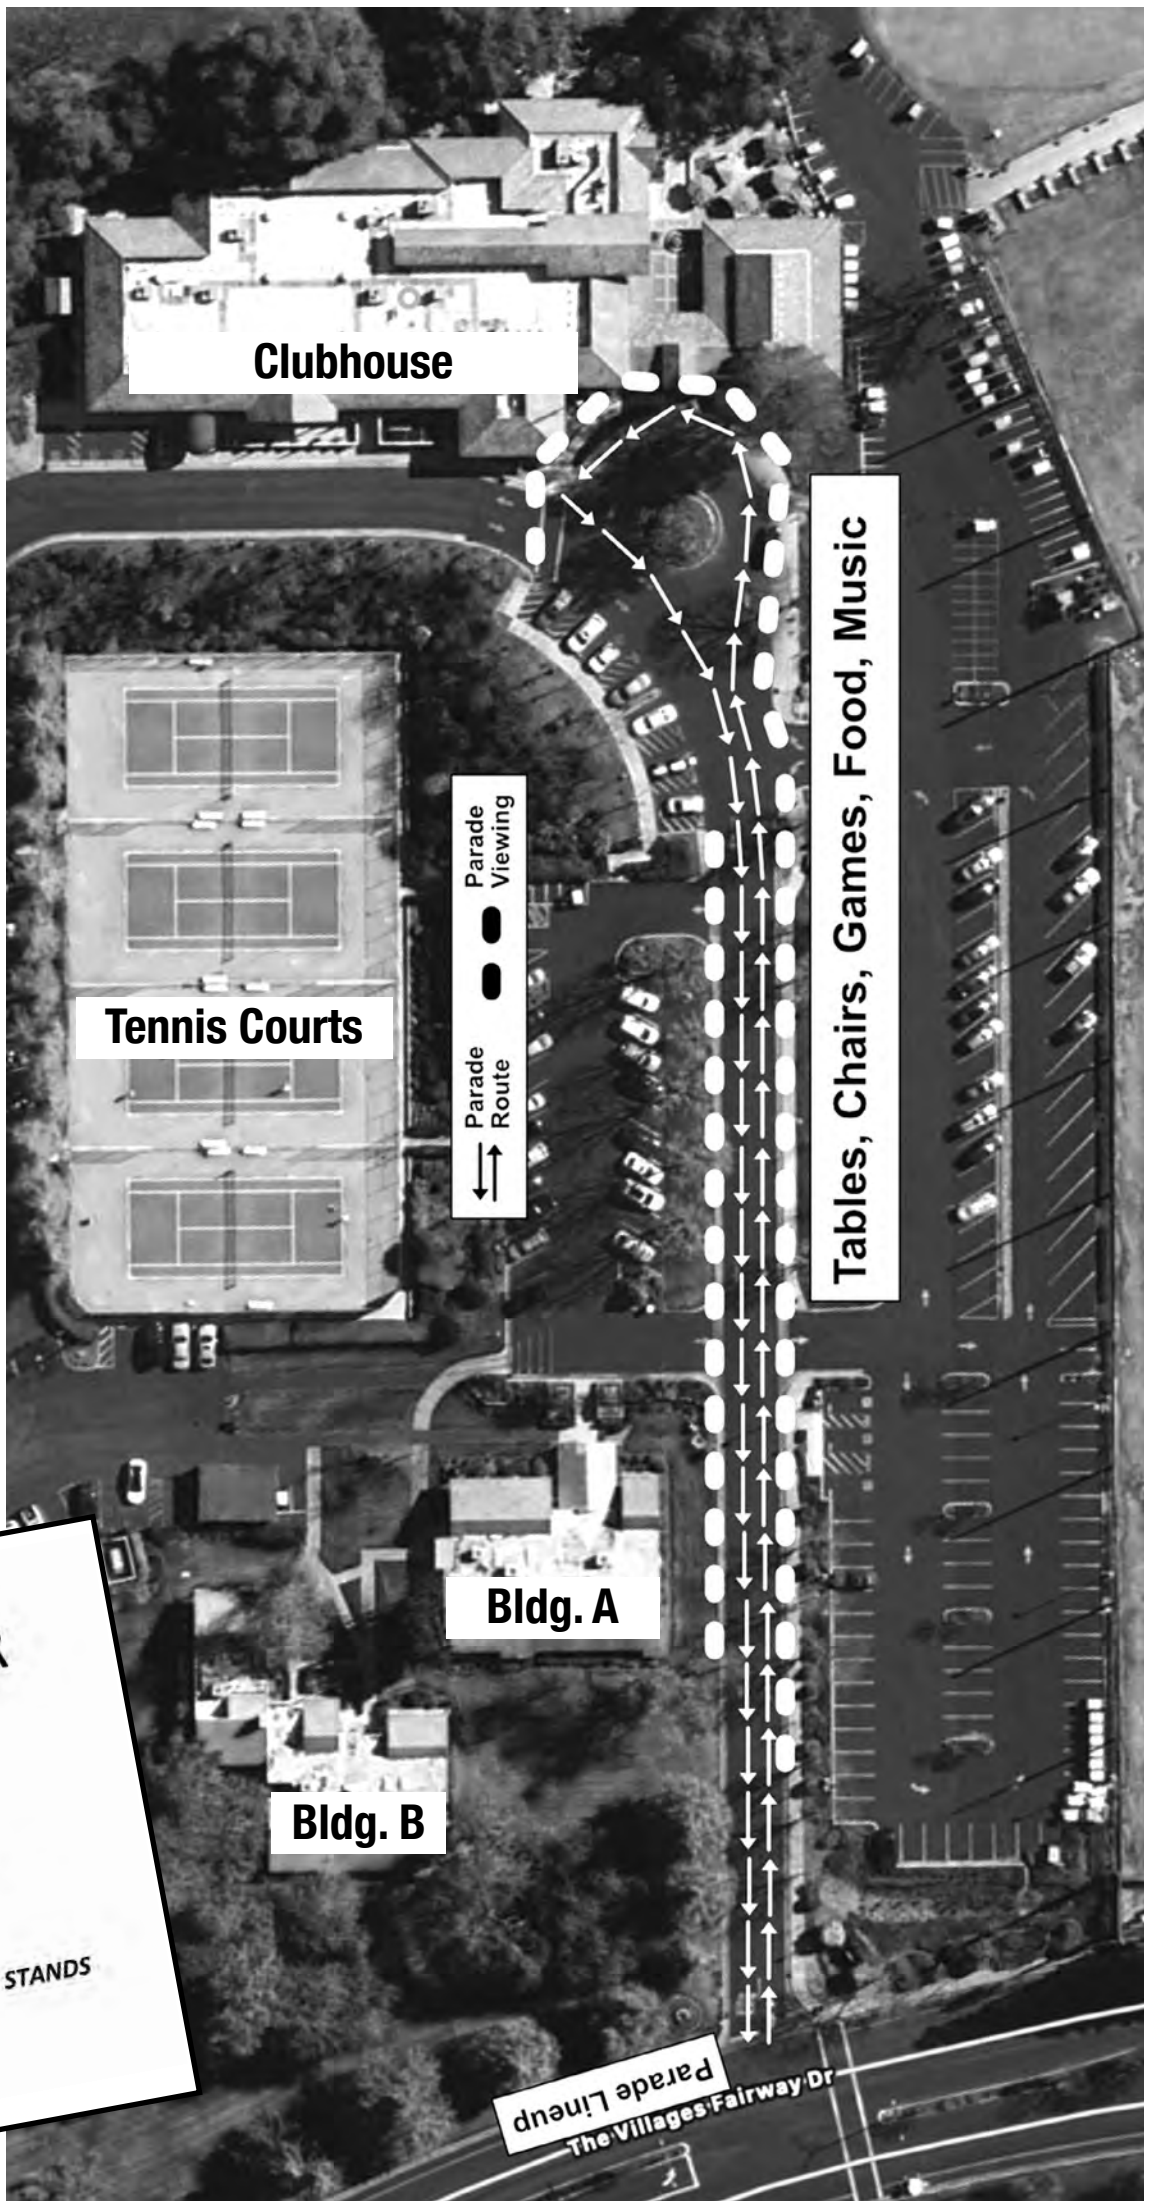 Clubhouse
Tables, Chairs, Games, Food, Music
Parade
Route
Parade
Viewing
Tennis Courts
Bldg. A
Bldg. B
STANDS
Parade Lineup
The Villages Fairway Dr